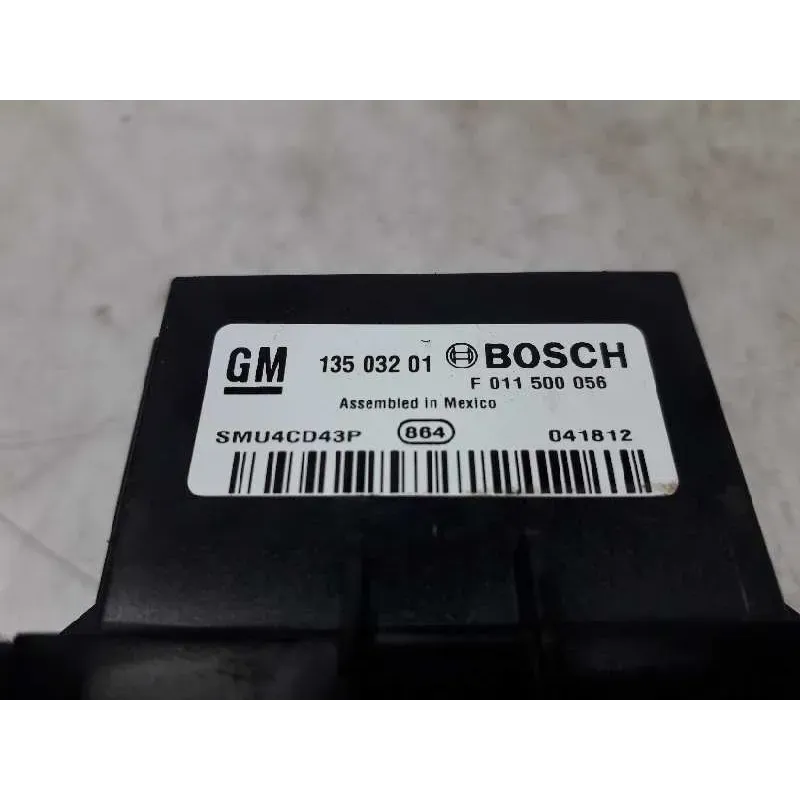 GM 135 032 01 BOSCH
F 011 500 056
Assembled in Mexico
SMU4CD43P 864 041812